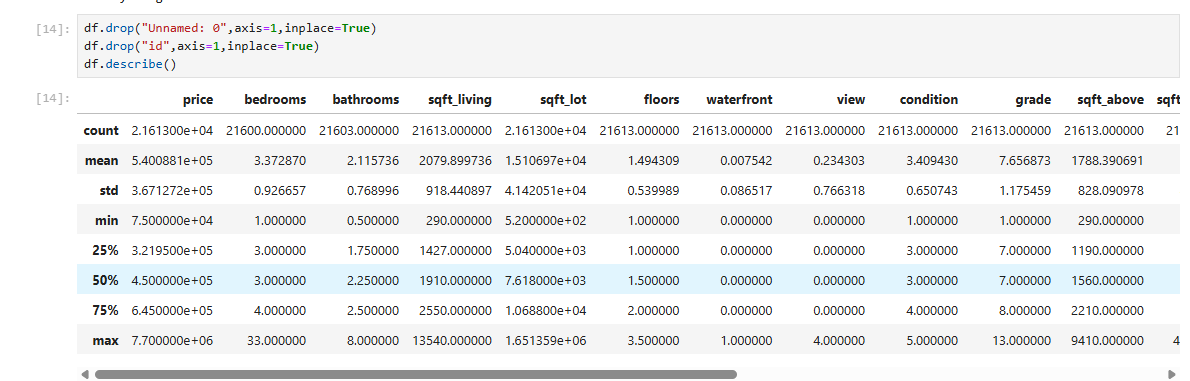 [14]: df.drop("Unnamed: 0",axis=1,inplace=True)
df.drop("id",axis=1,inplace=True)
df.describe()
[14]: price bedrooms bathrooms sqft_living sqft_lot floors waterfront view condition grade sqft_above sqft
count 2.161300e+04 21600.000000 21603.000000 21613.000000 2.161300e+04 21613.000000 21613.000000 21613.000000 21613.000000 21613.000000 21613.000000 21
mean 5.400881e+05 3.372870 2.115736 2079.899736 1.510697e+04 1.494309 0.007542 0.234303 3.409430 7.656873 1788.390691
std 3.671272e+05 0.926657 0.768996 918.440897 4.142051e+04 0.539989 0.086517 0.766318 0.650743 1.175459 828.090978
min 7.500000e+04 1.000000 0.500000 290.000000 5.200000e+02 1.000000 0.000000 0.000000 1.000000 1.000000 290.000000
25% 3.219500e+05 3.000000 1.750000 1427.000000 5.040000e+03 1.000000 0.000000 0.000000 3.000000 7.000000 1190.000000
50% 4.500000e+05 3.000000 2.250000 1910.000000 7.618000e+03 1.500000 0.000000 0.000000 3.000000 7.000000 1560.000000
75% 6.450000e+05 4.000000 2.500000 2550.000000 1.068800e+04 2.000000 0.000000 0.000000 4.000000 8.000000 2210.000000
max 7.700000e+06 33.000000 8.000000 13540.000000 1.651359e+06 3.500000 1.000000 4.000000 5.000000 13.000000 9410.000000 4